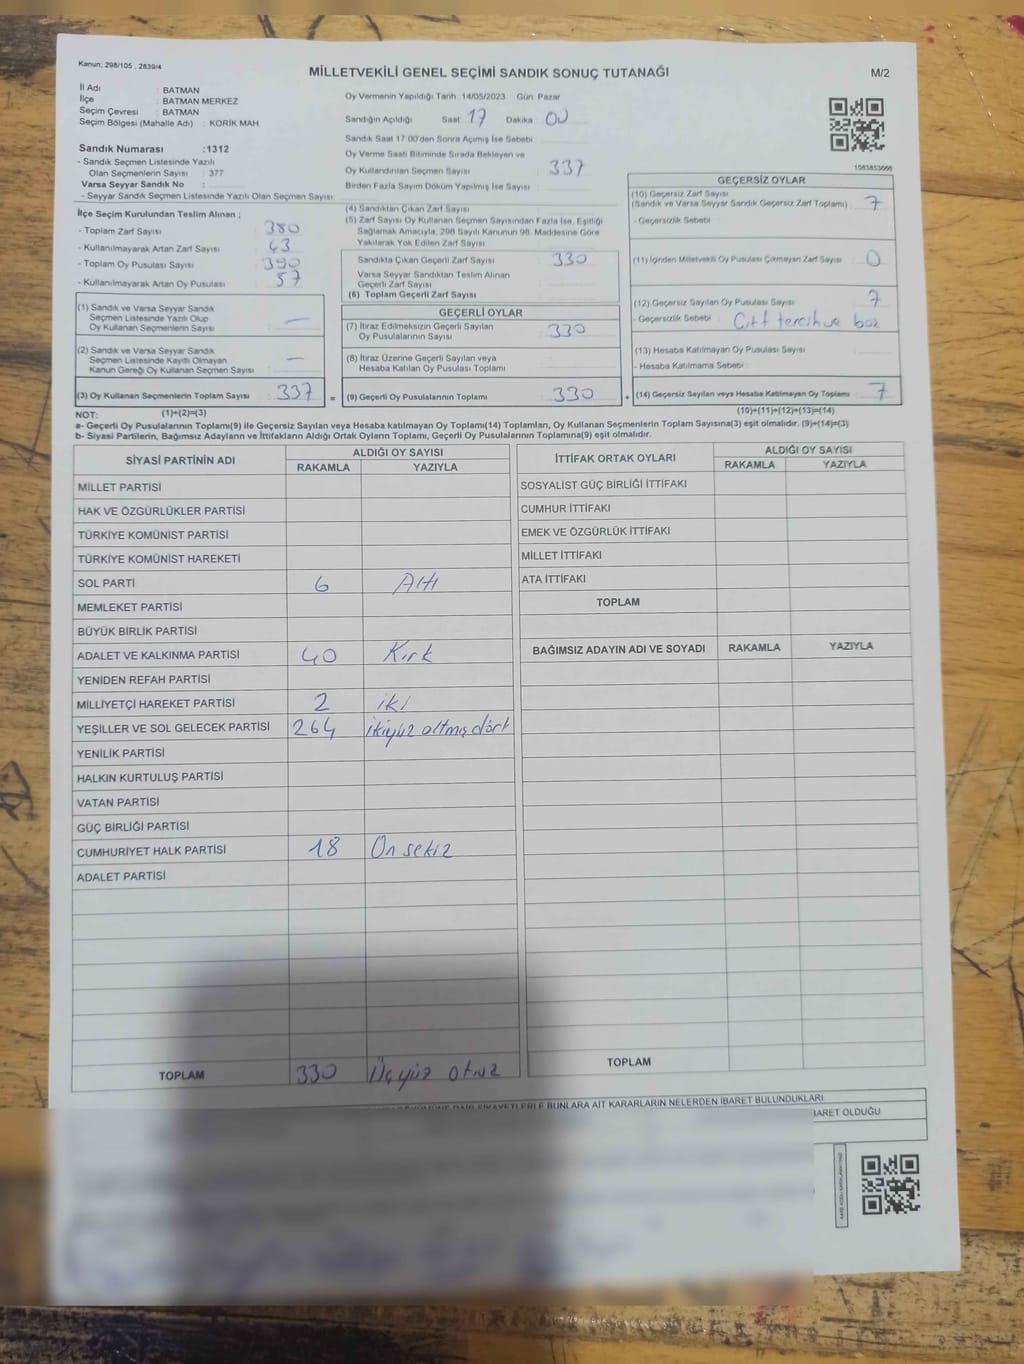 Kanun: 298/105 , 2839/4
MİLLETVEKİLİ GENEL SEÇİMİ SANDIK SONUÇ TUTANAĞI
M/2
İl Adı : BATMAN
İlçe : BATMAN MERKEZ
Seçim Çevresi : BATMAN
Seçim Bölgesi (Mahalle Adı) : KORİK MAH.
Sandık Numarası :1312
- Sandık Seçmen Listesinde Yazılı
Olan Seçmenlerin Sayısı : 377
Varsa Seyyar Sandık No :
- Seyyar Sandık Seçmen Listesinde Yazılı Olan Seçmen Sayısı :
Oy Vermenin Yapıldığı Tarih :14/05/2023 Gün: Pazar
Sandığın Açıldığı Saat 17 Dakika 00
Sandık Saat 17:00'den Sonra Açımış İse Sebebi :
Oy Verme Saati Bitiminde Sırada Bekleyen ve
Oy Kullandırılan Seçmen Sayısı : 337
Birden Fazla Sayım Döküm Yapılmış İse Sayısı :
1083853666
İlçe Seçim Kurulundan Teslim Alınan ;
- Toplam Zarf Sayısı : 380
- Kullanılmayarak Artan Zarf Sayısı : 43
- Toplam Oy Pusulası Sayısı : 390
- Kullanılmayarak Artan Oy Pusulası : 57
(4) Sandıktan Çıkan Zarf Sayısı
(5) Zarf Sayısı Oy Kullanan Seçmen Sayısından Fazla İse, Eşitliği
Sağlamak Amacıyla, 298 Sayılı Kanunun 98. Maddesine Göre
Yakılarak Yok Edilen Zarf Sayısı
Sandıkta Çıkan Geçerli Zarf Sayısı : 330
Varsa Seyyar Sandıktan Teslim Alınan
Geçerli Zarf Sayısı :
(6) Toplam Geçerli Zarf Sayısı
GEÇERSİZ OYLAR
(10) Geçersiz Zarf Sayısı
(Sandık ve Varsa Seyyar Sandık Geçersiz Zarf Toplamı) : 7
- Geçersizlik Sebebi :
(11) İçinden Milletvekili Oy Pusulası Çıkmayan Zarf Sayısı : 0
(12) Geçersiz Sayılan Oy Pusulası Sayısı : 7
- Geçersizlik Sebebi : Çift tercih ve boz
(13) Hesaba Katılmayan Oy Pusulası Sayısı :
- Hesaba Katılmama Sebebi :
(14) Geçersiz Sayılan veya Hesaba Katılmayan Oy Toplamı : 7
(10)+(11)+(12)+(13)=(14)
(1) Sandık ve Varsa Seyyar Sandık
Seçmen Listesinde Yazılı Olup
Oy Kullanan Seçmenlerin Sayısı : —
(2) Sandık ve Varsa Seyyar Sandık
Seçmen Listesinde Kayıtlı Olmayan
Kanun Gereği Oy Kullanan Seçmen Sayısı : —
(3) Oy Kullanan Seçmenlerin Toplam Sayısı : 337 =
GEÇERLİ OYLAR
(7) İtiraz Edilmeksizin Geçerli Sayılan
Oy Pusulalarının Sayısı : 330
(8) İtiraz Üzerine Geçerli Sayılan veya
Hesaba Katılan Oy Pusulası Toplamı :
(9) Geçerli Oy Pusulalarının Toplamı : 330 +
NOT: (1)+(2)=(3)
a- Geçerli Oy Pusulalarının Toplam(9) ile Geçersiz Sayılan veya Hesaba katılmayan Oy Toplamı(14) Toplamları, Oy Kullanan Seçmenlerin Toplam Sayısına(3) eşit olmalıdır. (9)+(14)=(3)
b- Siyasi Partilerin, Bağımsız Adayların ve İttifakların Aldığı Ortak Oyların Toplamı, Geçerli Oy Pusulalarının Toplamına(9) eşit olmalıdır.
SİYASİ PARTİNİN ADI ALDIĞI OY SAYISI
RAKAMLA YAZIYLA
MİLLET PARTİSİ
HAK VE ÖZGÜRLÜKLER PARTİSİ
TÜRKİYE KOMÜNİST PARTİSİ
TÜRKİYE KOMÜNİST HAREKETİ
SOL PARTİ 6 Altı
MEMLEKET PARTİSİ
BÜYÜK BİRLİK PARTİSİ
ADALET VE KALKINMA PARTİSİ 40 Kırk
YENİDEN REFAH PARTİSİ
MİLLİYETÇİ HAREKET PARTİSİ 2 iki
YEŞİLLER VE SOL GELECEK PARTİSİ 264 ikiyüz altmış dört
YENİLİK PARTİSİ
HALKIN KURTULUŞ PARTİSİ
VATAN PARTİSİ
GÜÇ BİRLİĞİ PARTİSİ
CUMHURİYET HALK PARTİSİ 18 On sekiz
ADALET PARTİSİ
TOPLAM 330 Üçyüz otuz
İTTİFAK ORTAK OYLARI ALDIĞI OY SAYISI
RAKAMLA YAZIYLA
SOSYALİST GÜÇ BİRLİĞİ İTTİFAKI
CUMHUR İTTİFAKI
EMEK VE ÖZGÜRLÜK İTTİFAKI
MİLLET İTTİFAKI
ATA İTTİFAKI
TOPLAM
BAĞIMSIZ ADAYIN ADI VE SOYADI RAKAMLA YAZIYLA
TOPLAM
BUNLARA AİT KARARLARIN NELERDEN İBARET BULUNDUKLARI
BARET OLDUĞU